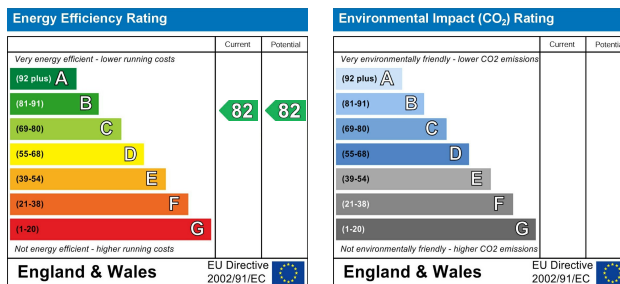 Energy Efficiency Rating
Current Potential
Very energy efficient - lower running costs
(92 plus) A
(81-91) B
82 82
(69-80) C
(55-68) D
(39-54) E
(21-38) F
(1-20) G
Not energy efficient - higher running costs
England & Wales
EU Directive
2002/91/EC
Environmental Impact (CO₂) Rating
Current Potential
Very environmentally friendly - lower CO2 emissions
(92 plus) A
(81-91) B
(69-80) C
(55-68) D
(39-54) E
(21-38) F
(1-20) G
Not environmentally friendly - higher CO2 emissions
England & Wales
EU Directive
2002/91/EC